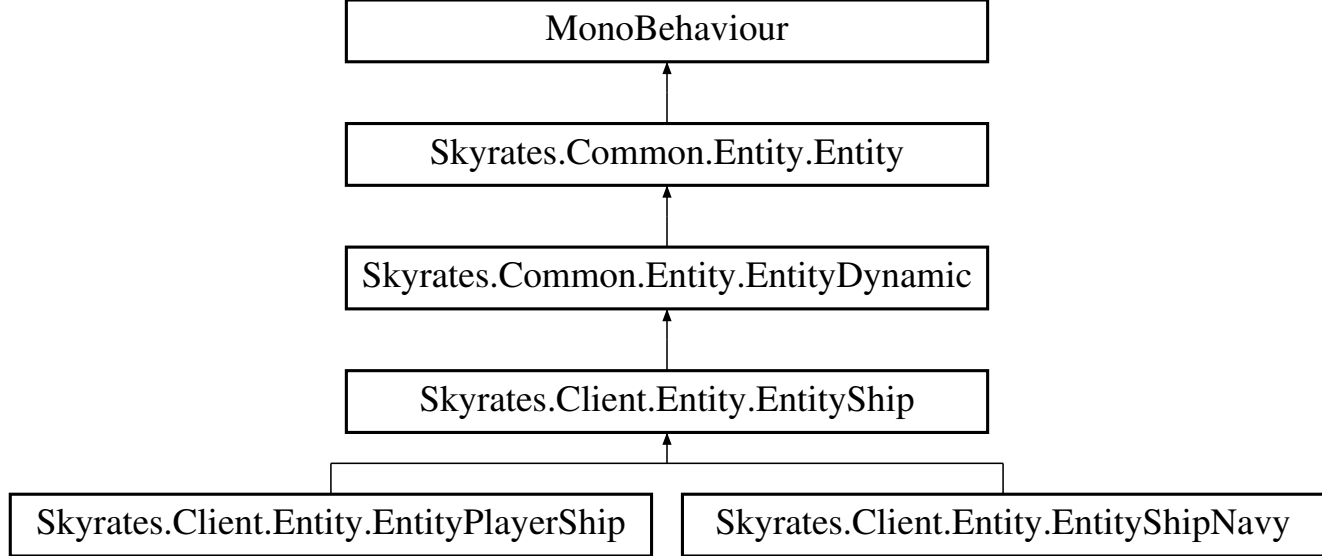 MonoBehaviour
Skyrates.Common.Entity.Entity
Skyrates.Common.Entity.EntityDynamic
Skyrates.Client.Entity.EntityShip
Skyrates.Client.Entity.EntityPlayerShip
Skyrates.Client.Entity.EntityShipNavy